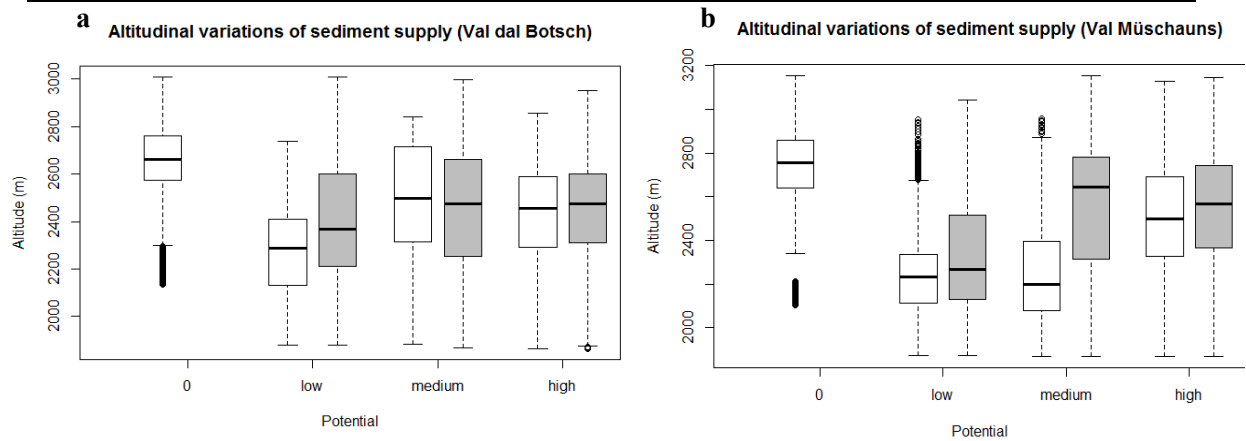 a
Altitudinal variations of sediment supply (Val dal Botsch)
3000
2800
2600
2400
2200
2000
Altitude (m)
0 low medium high
Potential
b
Altitudinal variations of sediment supply (Val Müschauns)
3200
2800
2400
2000
Altitude (m)
0 low medium high
Potential